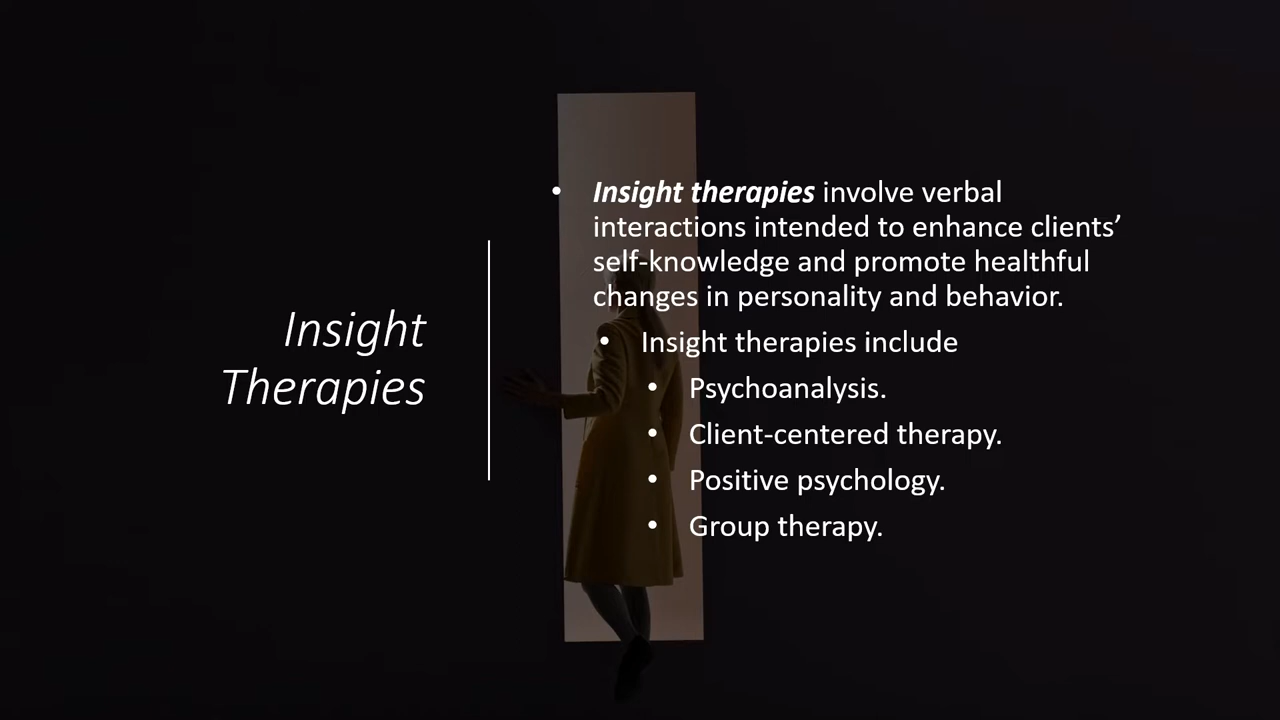 Insight
Therapies
• Insight therapies involve verbal
interactions intended to enhance clients’
self-knowledge and promote healthful
changes in personality and behavior.
• Insight therapies include
• Psychoanalysis.
• Client-centered therapy.
• Positive psychology.
• Group therapy.